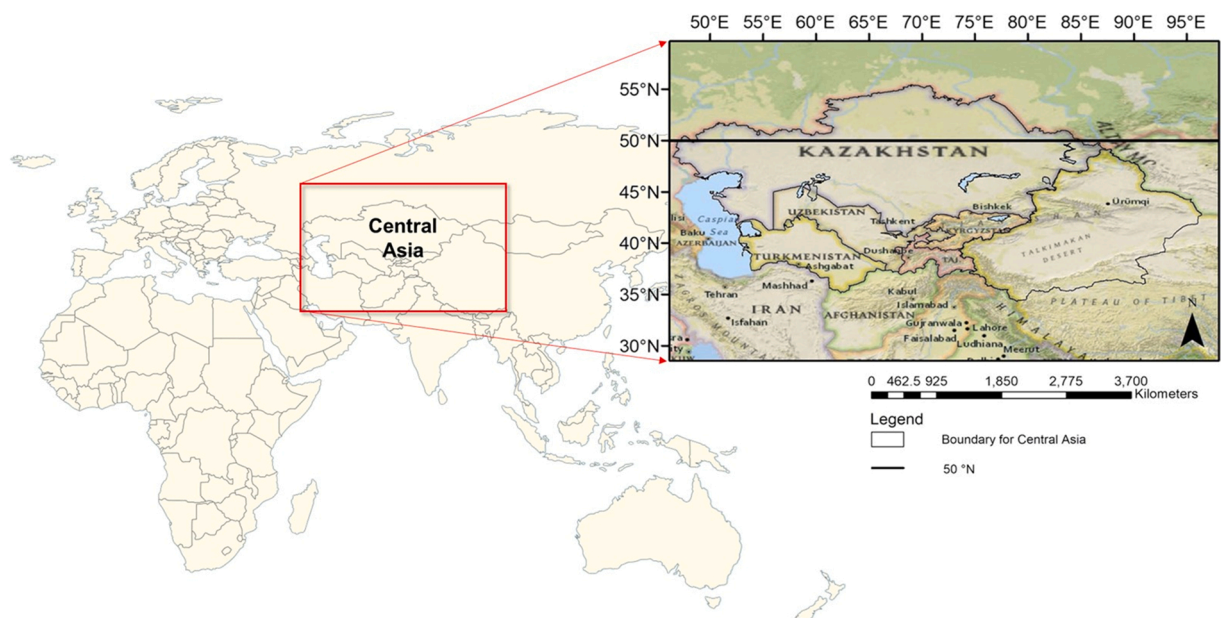 50°E 55°E 60°E 65°E 70°E 75°E 80°E 85°E 90°E 95°E
55°N
50°N
45°N
40°N
35°N
30°N
Central
Asia
KAZAKHSTAN
UZBEKISTAN
Tashkent
Bishkek
Ürümqi
Caspian
Sea
Baku
AZERBAIJAN
KYRGYZSTAN
Dushanbe
TURKMENISTAN
Ashgabat
TAJ.
TALKIMAKAN
DESERT
Mashhad
Tehran
Kabul
Islamabad
PLATEAU OF TIBET
IRAN
AFGHANISTAN
Isfahan
Gujranwala
Lahore
Faisalabad
Ludhiana
Meerut
HIMALAYA
N
0 462.5 925 1,850 2,775 3,700
Kilometers
Legend
Boundary for Central Asia
50 °N